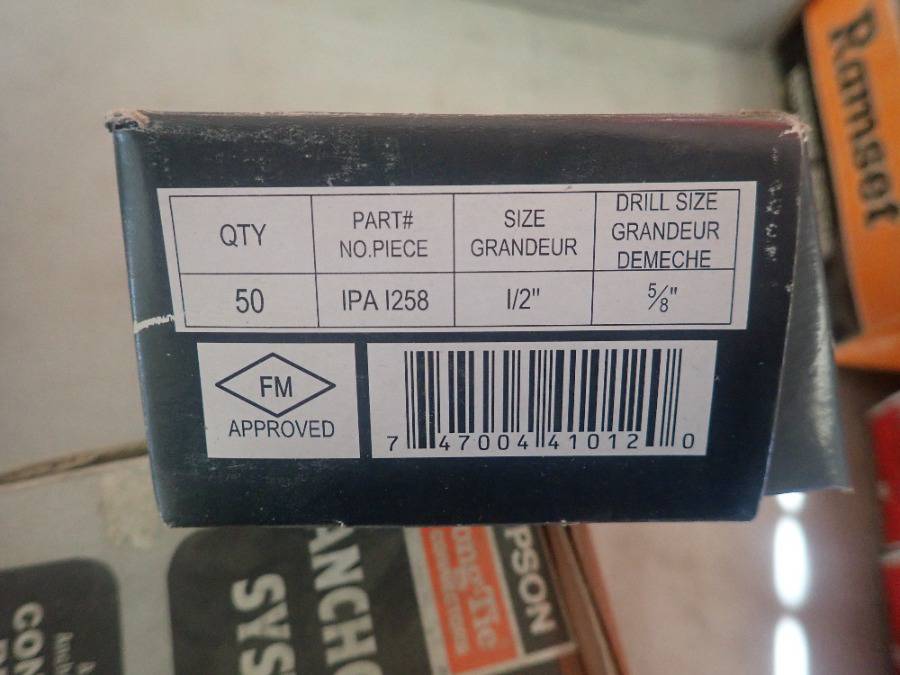 Ramset
QTY
PART#
NO.PIECE
SIZE
GRANDEUR
DRILL SIZE
GRANDEUR
DEMECHE
50
IPA I258
I/2"
5/8"
FM
APPROVED
7 47004 41012 0
ANCHO
SYS
CON